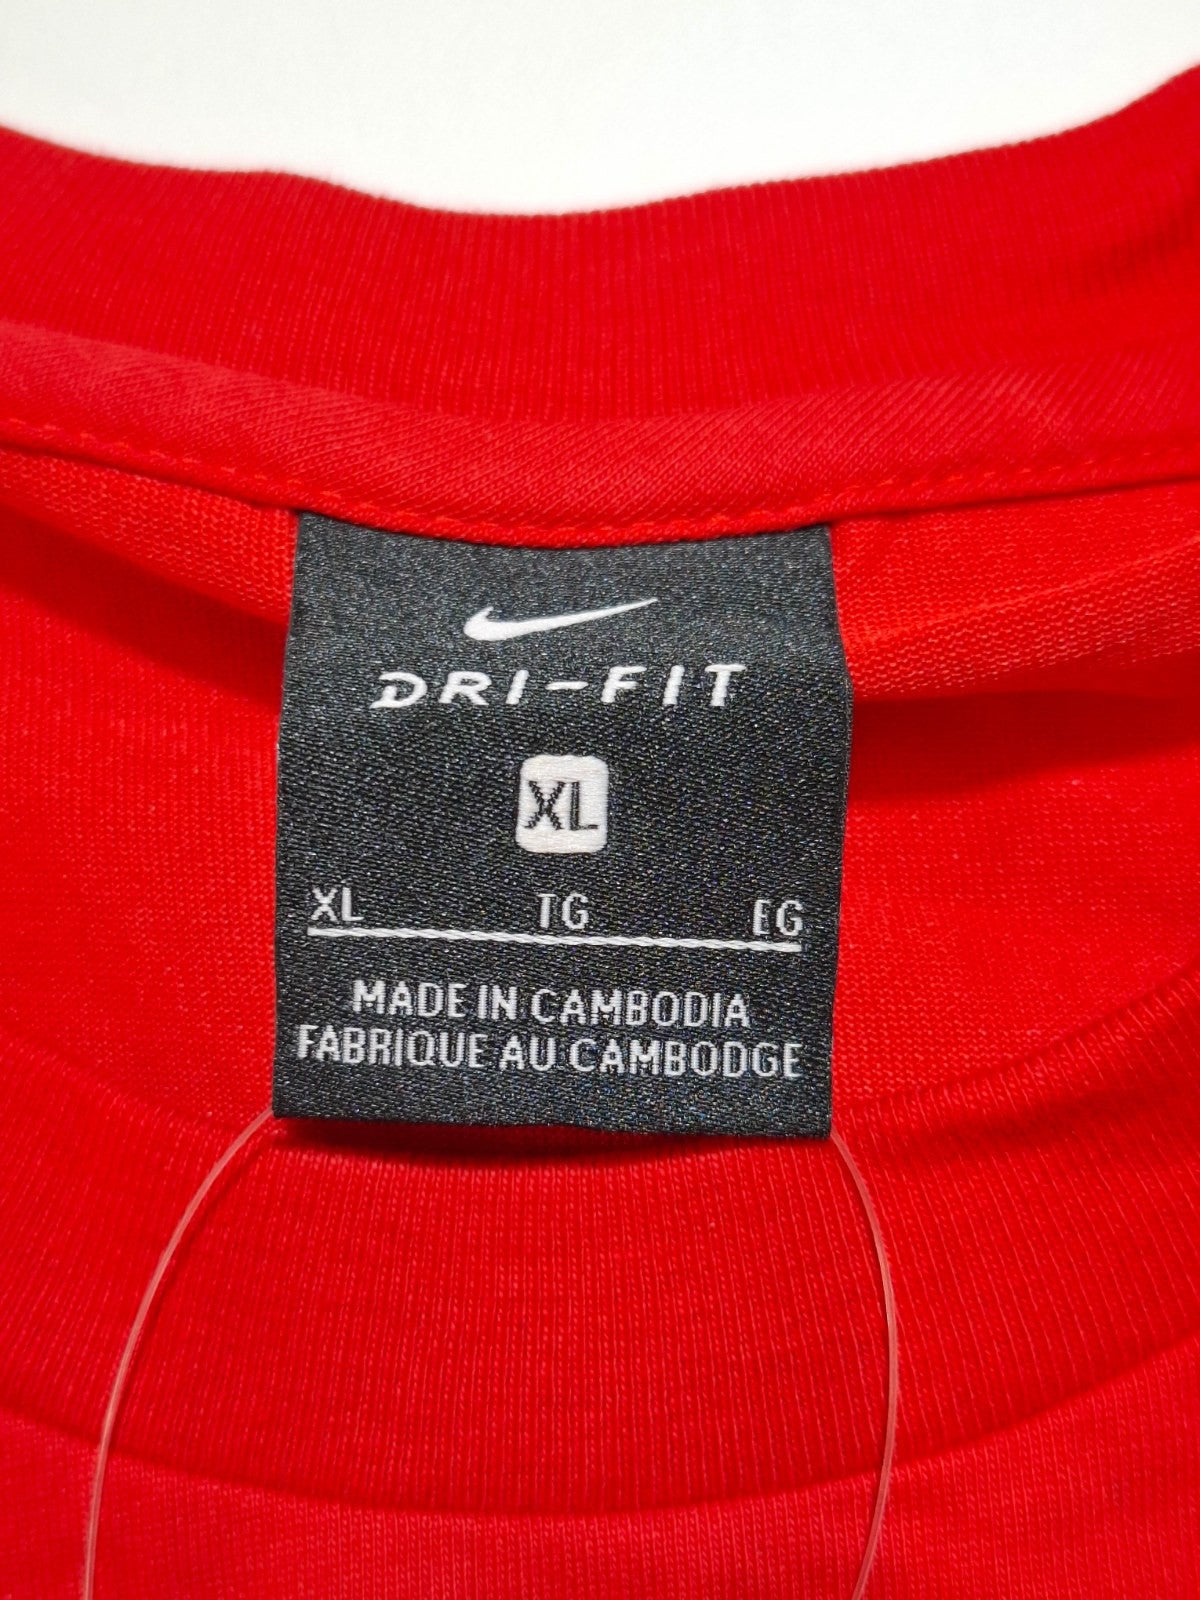 DRI-FIT
XL
XL TG EG
MADE IN CAMBODIA
FABRIQUE AU CAMBODGE